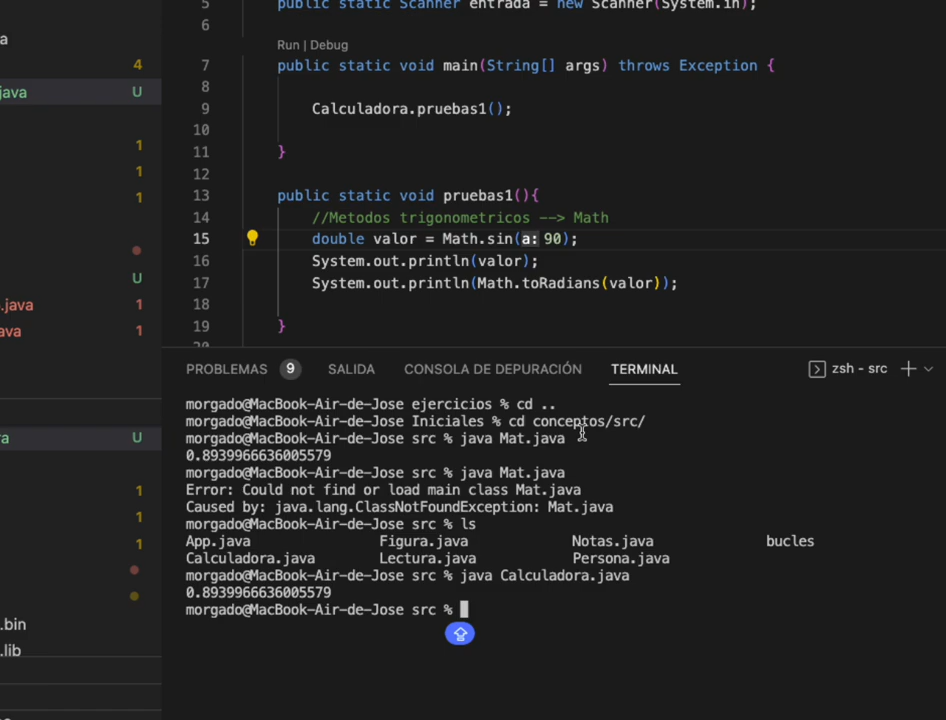 5 public static Scanner entrada = new Scanner(System.in);
6
a
Run | Debug
4
7 public static void main(String[] args) throws Exception {
8
java U
9 Calculadora.pruebas1();
10
1
11 }
1
12
1
13 public static void pruebas1(){
14 //Metodos trigonometricos --> Math
15 double valor = Math.sin(a: 90);
16 System.out.println(valor);
U
17 System.out.println(Math.toRadians(valor));
18
.java 1
19 }
ava 1
PROBLEMAS 9 SALIDA CONSOLA DE DEPURACIÓN TERMINAL zsh - src
morgado@MacBook-Air-de-Jose ejercicios % cd ..
morgado@MacBook-Air-de-Jose Iniciales % cd conceptos/src/
a U
morgado@MacBook-Air-de-Jose src % java Mat.java
0.8939966636005579
morgado@MacBook-Air-de-Jose src % java Mat.java
1
Error: Could not find or load main class Mat.java
Caused by: java.lang.ClassNotFoundException: Mat.java
1
morgado@MacBook-Air-de-Jose src % ls
App.java Figura.java Notas.java bucles
1
Calculadora.java Lectura.java Persona.java
morgado@MacBook-Air-de-Jose src % java Calculadora.java
0.8939966636005579
morgado@MacBook-Air-de-Jose src %
.bin
.lib